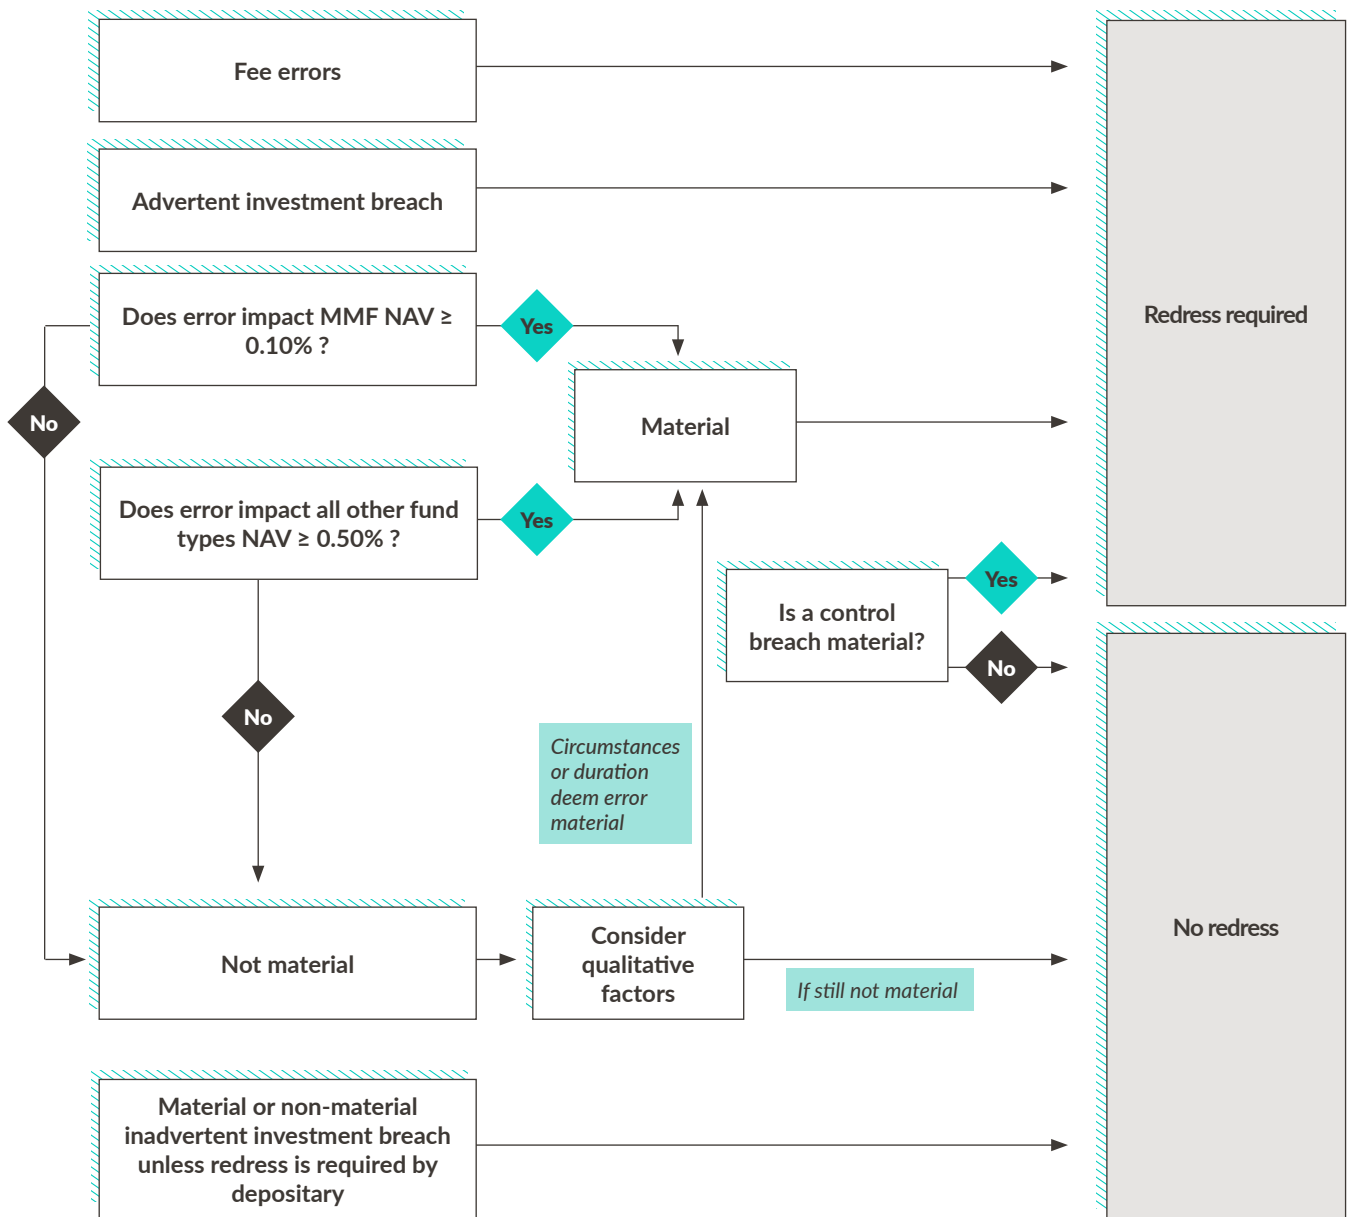 Fee errors
Advertent investment breach
Does error impact MMF NAV ≥
0.10% ?
Yes
No
Material
Redress required
Does error impact all other fund
types NAV ≥ 0.50% ?
Yes
Is a control
breach material?
Yes
No
No
Circumstances
or duration
deem error
material
Not material
Consider
qualitative
factors
If still not material
No redress
Material or non-material
inadvertent investment breach
unless redress is required by
depositary